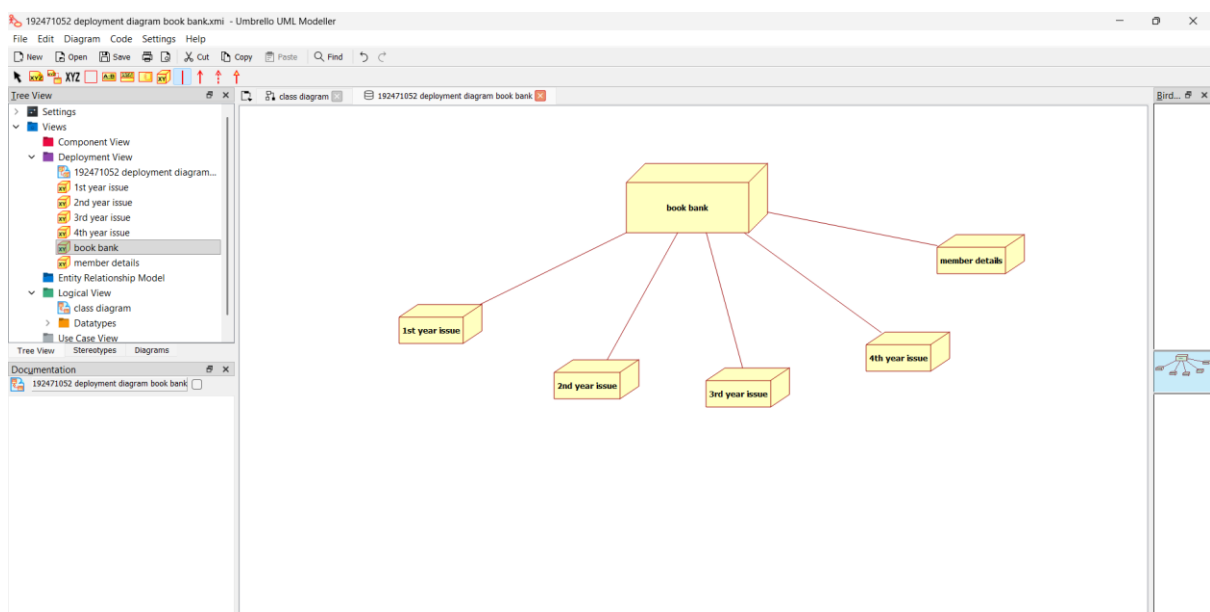 192471052 deployment diagram book bank.xmi - Umbrello UML Modeller
File Edit Diagram Code Settings Help
New Open Save Cut Copy Paste Find
XYZ
Tree View
Settings
Views
Component View
Deployment View
192471052 deployment diagram...
1st year issue
2nd year issue
3rd year issue
4th year issue
book bank
member details
Entity Relationship Model
Logical View
class diagram
Datatypes
Use Case View
Tree View Stereotypes Diagrams
Documentation
192471052 deployment diagram book bank
class diagram 192471052 deployment diagram book bank
book bank
member details
1st year issue
4th year issue
2nd year issue
3rd year issue
Bird...